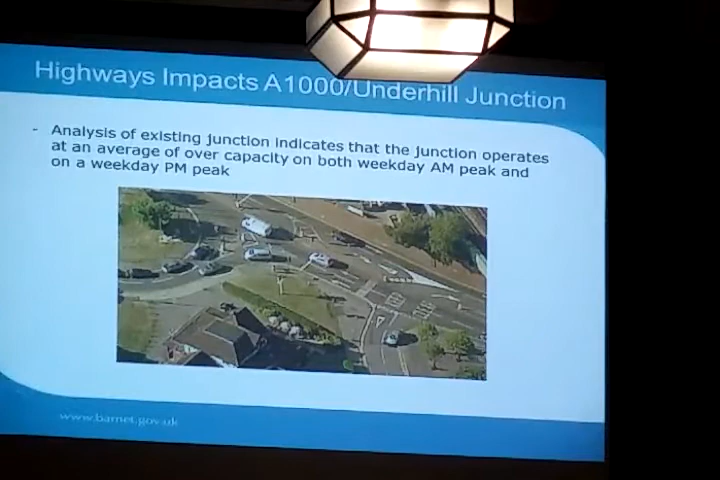 Highways Impacts A1000/Underhill Junction
- Analysis of existing junction indicates that the junction operates
at an average of over capacity on both weekday AM peak and
on a weekday PM peak
www.barnet.gov.uk